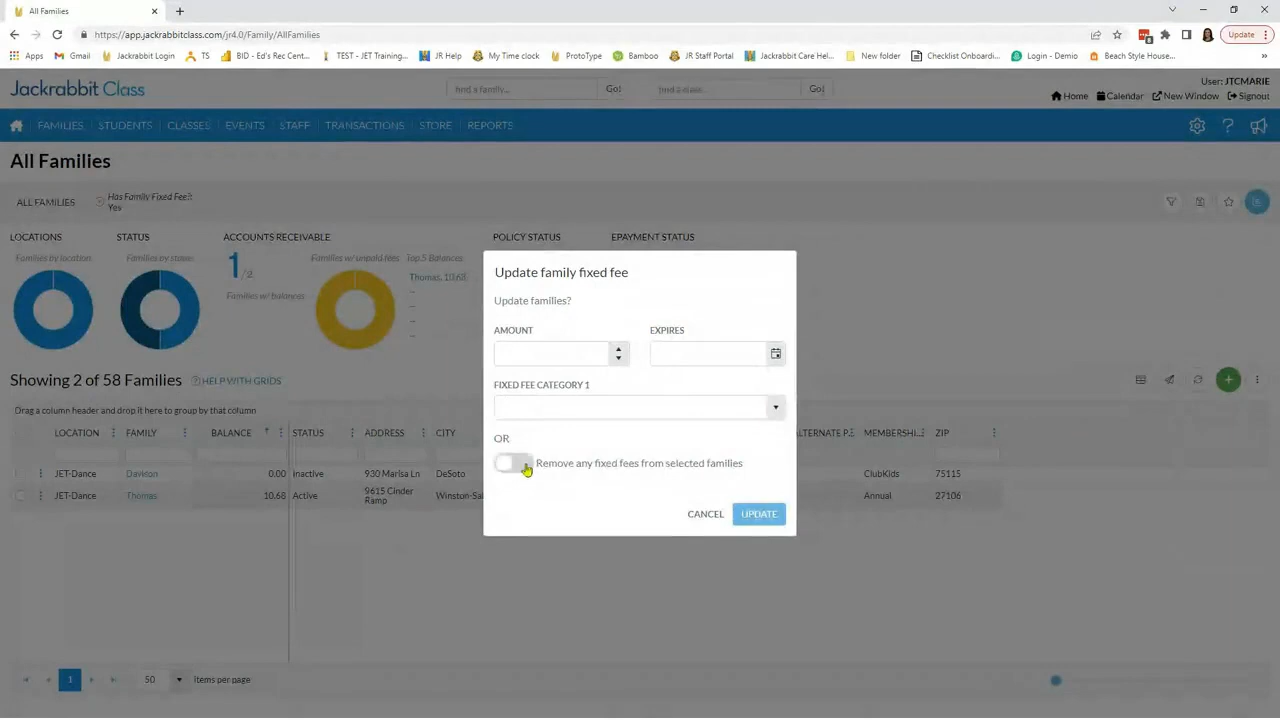 All Families
https://app.jackrabbitclass.com/jr4.0/Family/AllFamilies
Update
Apps
Gmail
Jackrabbit Login
TS
BID - Ed's Rec Cent...
TEST - JET Training...
JR Help
My Time clock
ProtoType
Bamboo
JR Staff Portal
Jackrabbit Care Hel...
New folder
Checklist Onboardi...
Login - Demio
Beach Style House...
»
Jackrabbit Class
find a family...
Go!
find a class...
Go!
User: JTCMARIE
Home
Calendar
New Window
Signout
FAMILIES
STUDENTS
CLASSES
EVENTS
STAFF
TRANSACTIONS
STORE
REPORTS
All Families
ALL FAMILIES
Has Family Fixed Fee?:
Yes
LOCATIONS
STATUS
ACCOUNTS RECEIVABLE
POLICY STATUS
EPAYMENT STATUS
Families by location
Families by status
1/2
Families w/ balances
Families w/ unpaid fees
Top 5 Balances
Thomas, 10.68
--
--
--
--
Update family fixed fee
Update families?
AMOUNT
EXPIRES
FIXED FEE CATEGORY 1
OR
Remove any fixed fees from selected families
CANCEL
UPDATE
Showing 2 of 58 Families
HELP WITH GRIDS
Drag a column header and drop it here to group by that column
LOCATION FAMILY BALANCE STATUS ADDRESS CITY ALTERNATE P... MEMBERSHI... ZIP
JET-Dance Davidon 0.00 Inactive 930 Marisa Ln DeSoto ClubKids 75115
JET-Dance Thomas 10.68 Active 9615 Cinder Ramp Winston-Sal Annual 27106
1
50
items per page